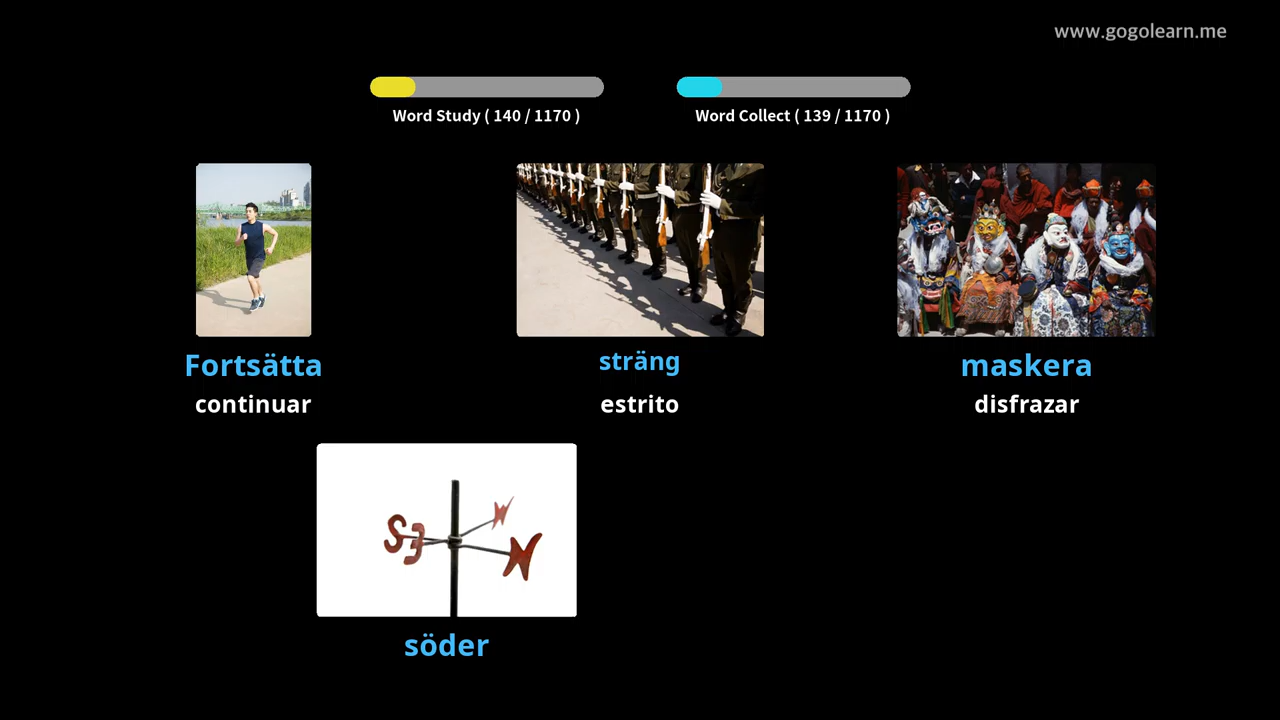 www.gogolearn.me
Word Study ( 140 / 1170 )
Word Collect ( 139 / 1170 )
Fortsätta
sträng
maskera
continuar
estrito
disfrazar
S
söder